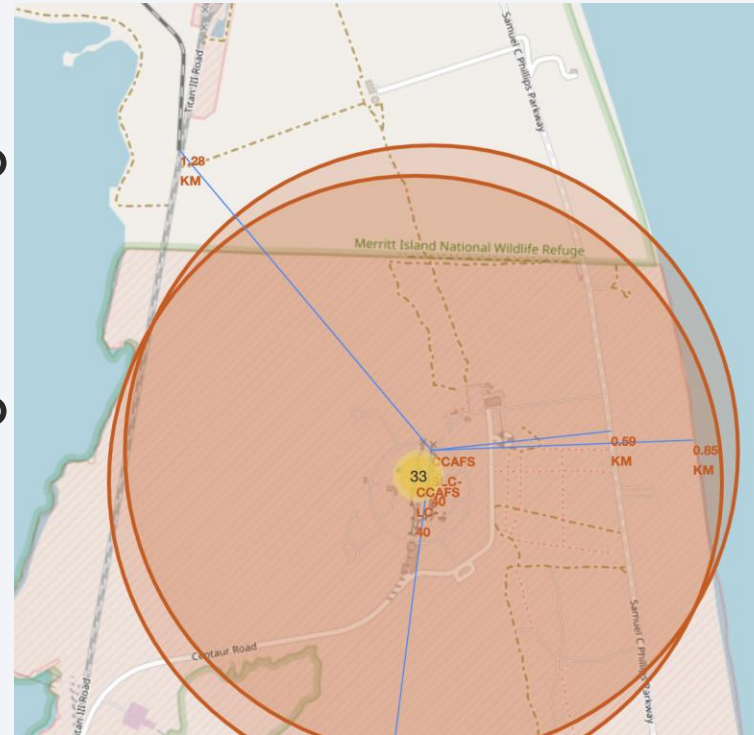 Titan III Road
Samuel C Phillips Parkway
1.28
KM
Merritt Island National Wildlife Refuge
0.59
KM
0.85
KM
CCAFS
SLC-
40
33
CCAFS
LC-
40
Centaur Road
Samuel C Phillips Parkway
Titan III Road